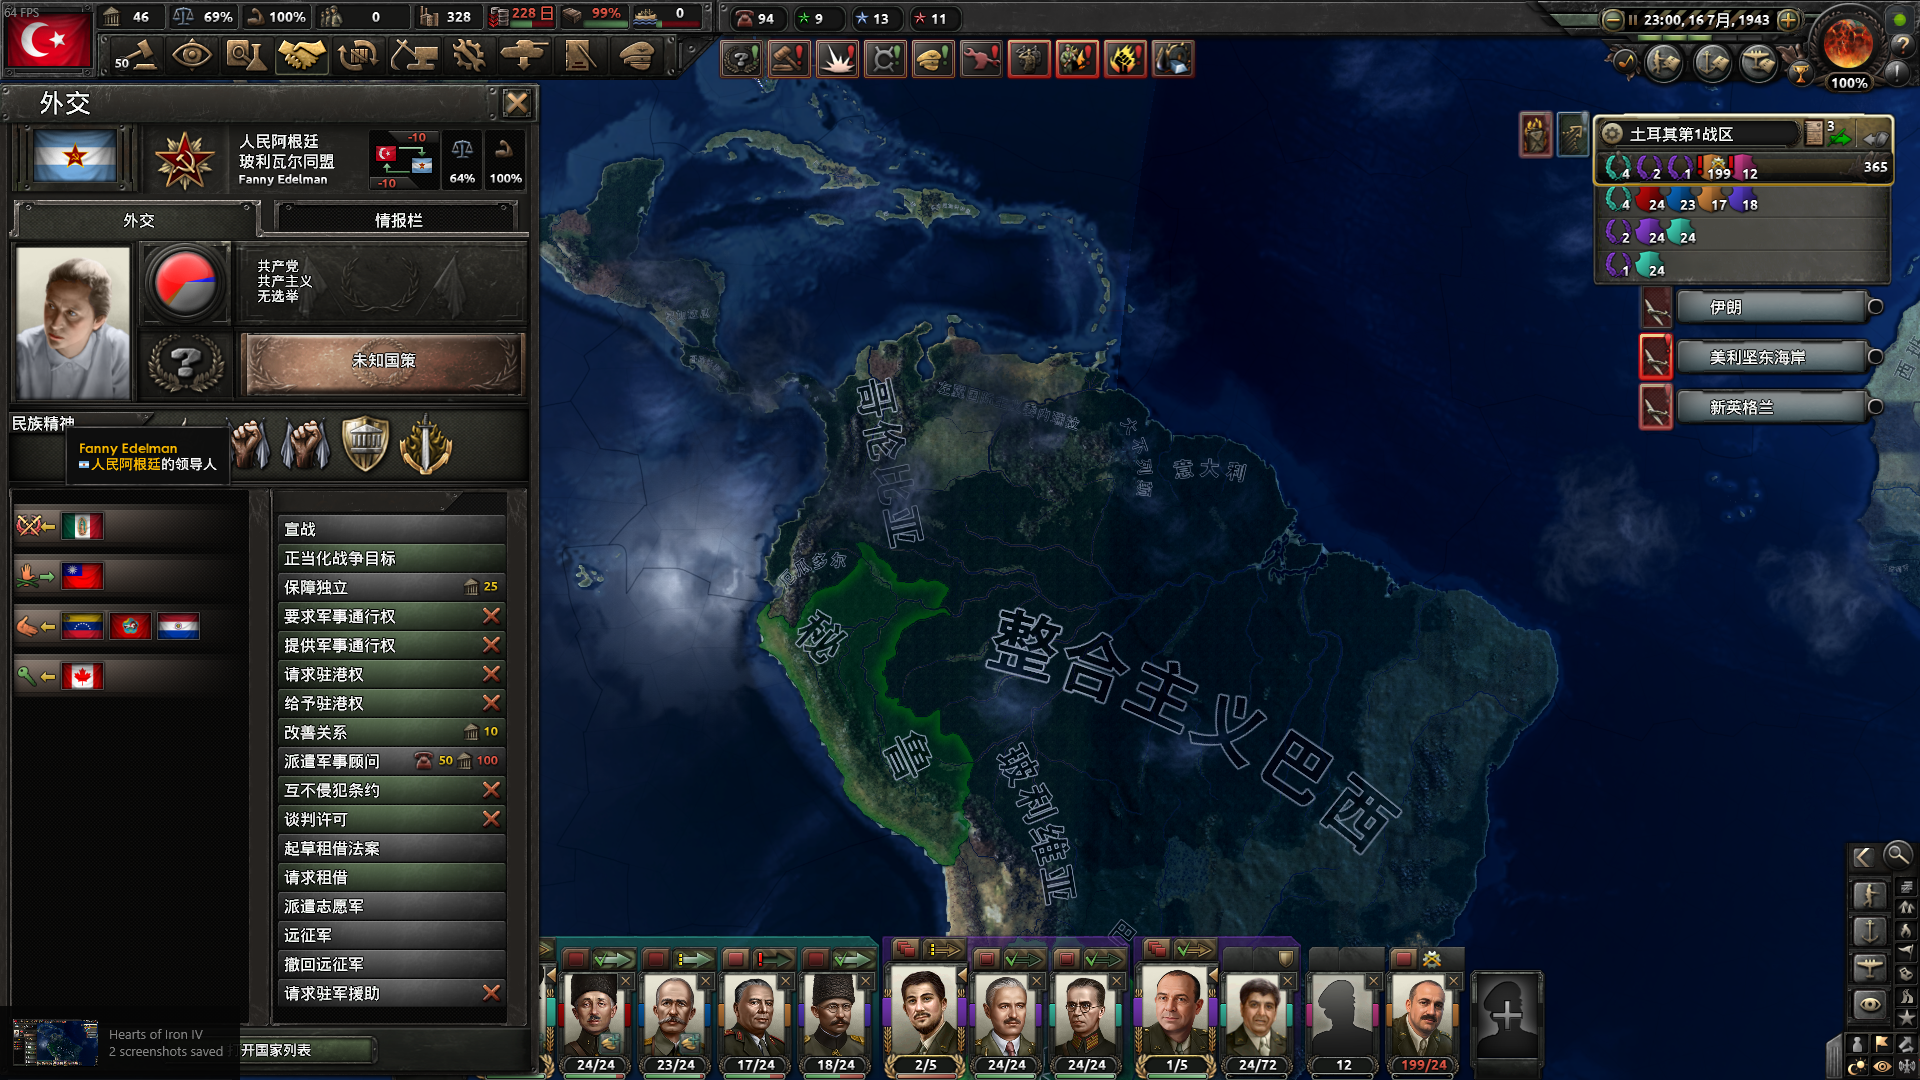 64 FPS
46
69%
100%
0
328
228
99%
0
94
9
13
11
23:00, 16 7月, 1943
50
100%
外交
人民阿根廷
玻利瓦尔同盟
Fanny Edelman
-10
-10
64%
100%
外交
情报栏
共产党
共产主义
无选举
未知国策
民族精神
Fanny Edelman
人民阿根廷的领导人
宣战
正当化战争目标
保障独立 25
要求军事通行权
提供军事通行权
请求驻港权
给予驻港权
改善关系 10
派遣军事顾问 50 100
互不侵犯条约
谈判许可
起草租借法案
请求租借
派遣志愿军
远征军
撤回远征军
请求驻军援助
开国家列表
Hearts of Iron IV
2 screenshots saved
土耳其第1战区
3
4 2 1 199 12 365
4 24 23 17 18
2 24 24
1 24
伊朗
美利坚东海岸
新英格兰
哥伦比亚
意大利
厄瓜多尔
秘鲁
整合主义巴西
玻利维亚
巴
西班
24/24
23/24
17/24
18/24
2/5
24/24
24/24
1/5
24/72
12
199/24